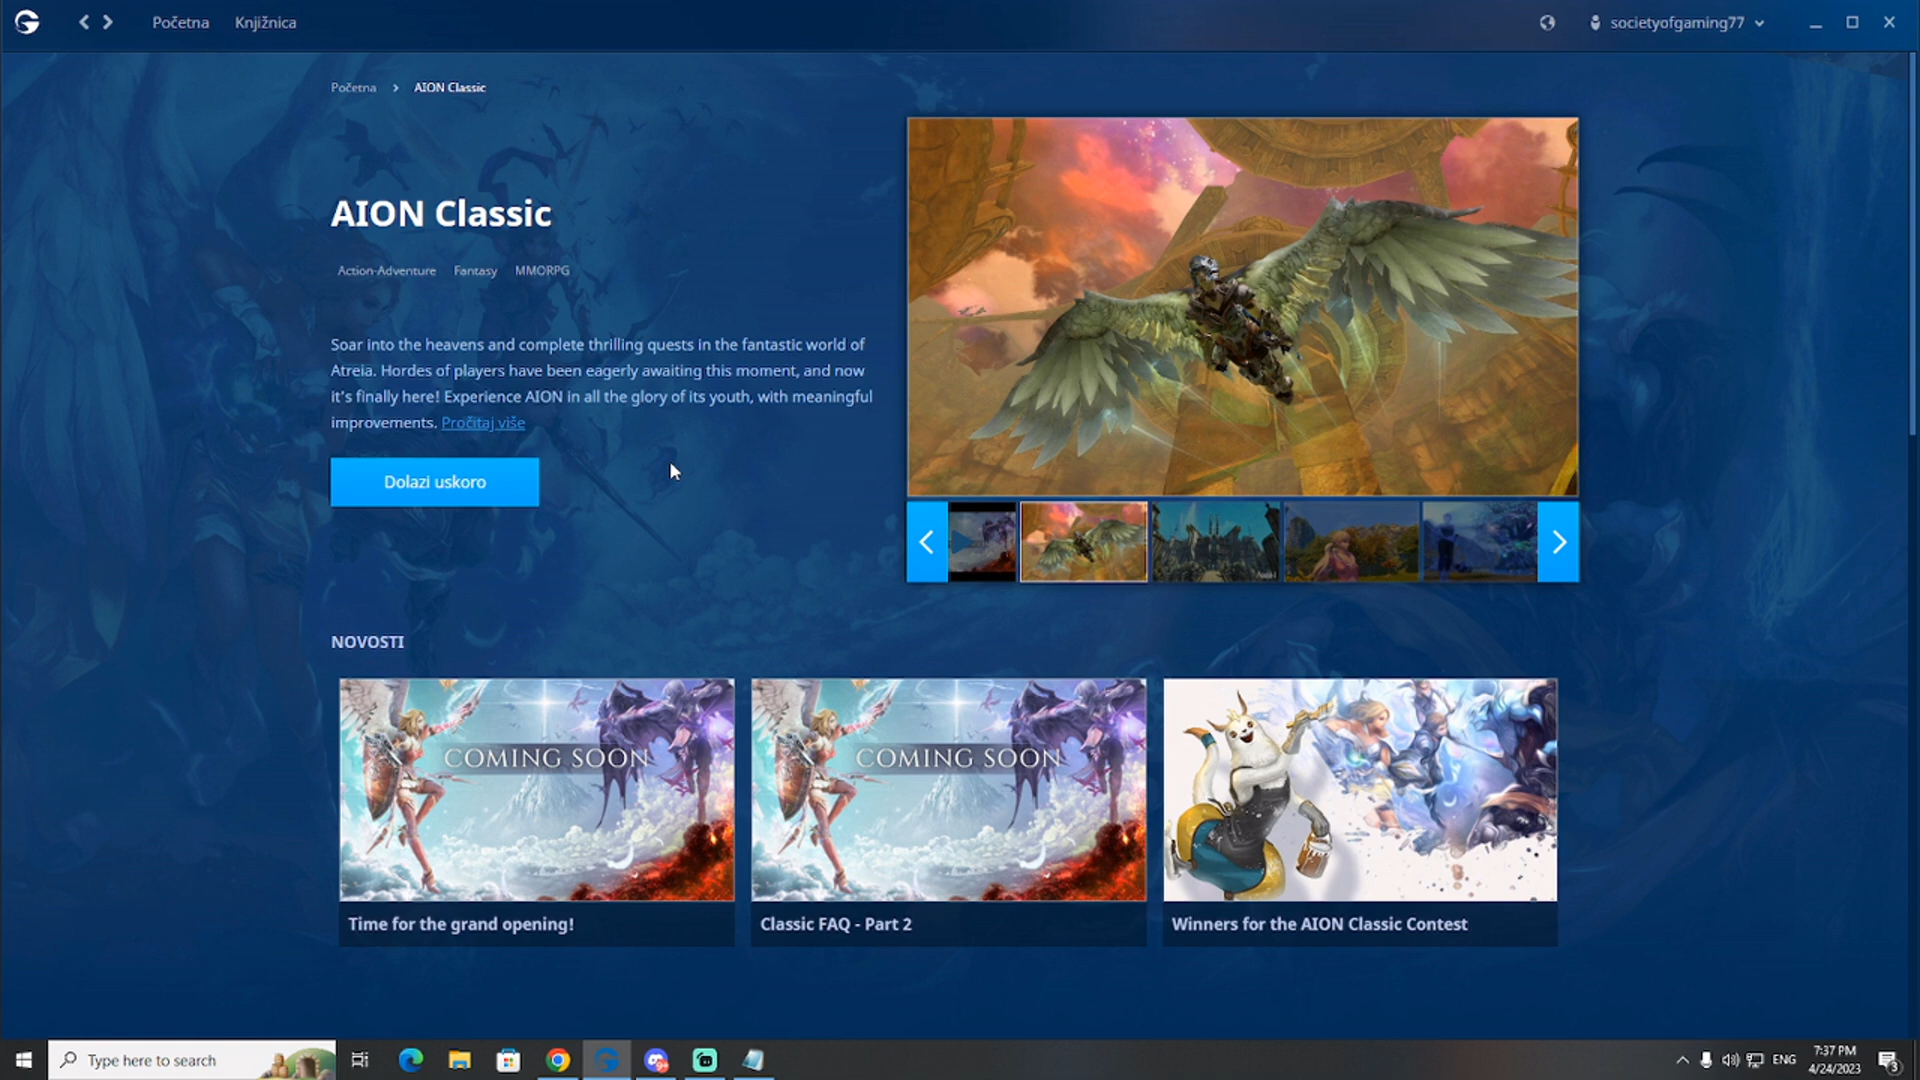 Početna
Knjižnica
societyofgaming77
Početna
AION Classic
AION Classic
Action-Adventure
Fantasy
MMORPG
Soar into the heavens and complete thrilling quests in the fantastic world of
Atreia. Hordes of players have been eagerly awaiting this moment, and now
it's finally here! Experience AION in all the glory of its youth, with meaningful
improvements. Pročitaj više
Dolazi uskoro
NOVOSTI
COMING SOON
Time for the grand opening!
COMING SOON
Classic FAQ - Part 2
Winners for the AION Classic Contest
Type here to search
9+
ENG
7:37 PM
4/24/2023
3